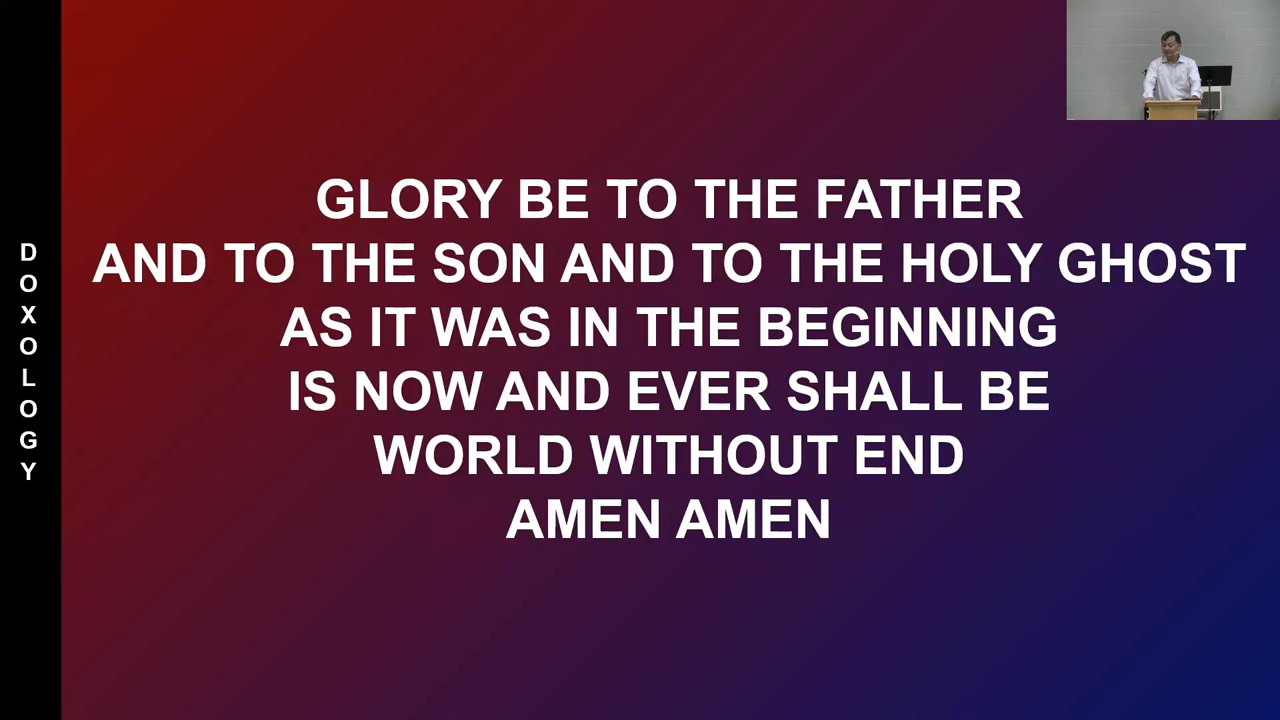 DOXOLOGY
GLORY BE TO THE FATHER
AND TO THE SON AND TO THE HOLY GHOST
AS IT WAS IN THE BEGINNING
IS NOW AND EVER SHALL BE
WORLD WITHOUT END
AMEN AMEN